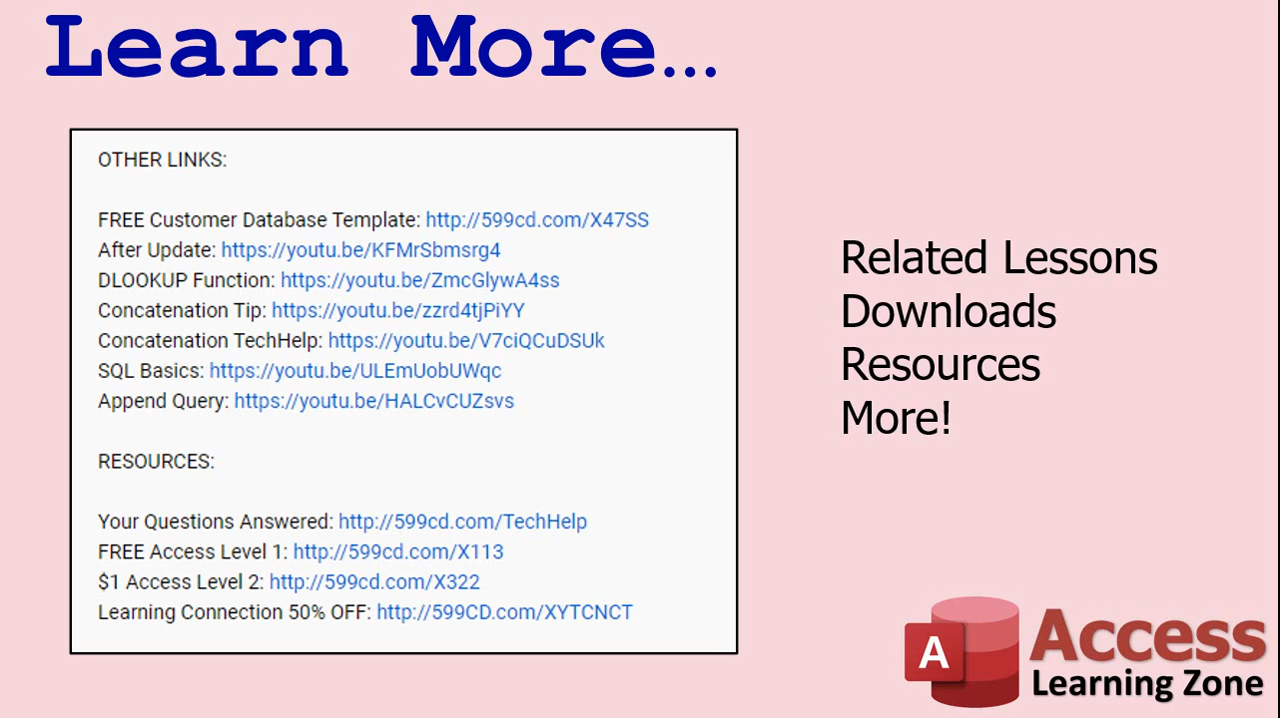 Learn More...
OTHER LINKS:
FREE Customer Database Template: http://599cd.com/X47SS
After Update: https://youtu.be/KFMrSbmsrg4
DLOOKUP Function: https://youtu.be/ZmcGlywA4ss
Concatenation Tip: https://youtu.be/zzrd4tjPiYY
Concatenation TechHelp: https://youtu.be/V7ciQCuDSUk
SQL Basics: https://youtu.be/ULEmUobUWqc
Append Query: https://youtu.be/HALCvCUZsvs
RESOURCES:
Your Questions Answered: http://599cd.com/TechHelp
FREE Access Level 1: http://599cd.com/X113
$1 Access Level 2: http://599cd.com/X322
Learning Connection 50% OFF: http://599CD.com/XYTCNCT
Related Lessons
Downloads
Resources
More!
A
Access
Learning Zone